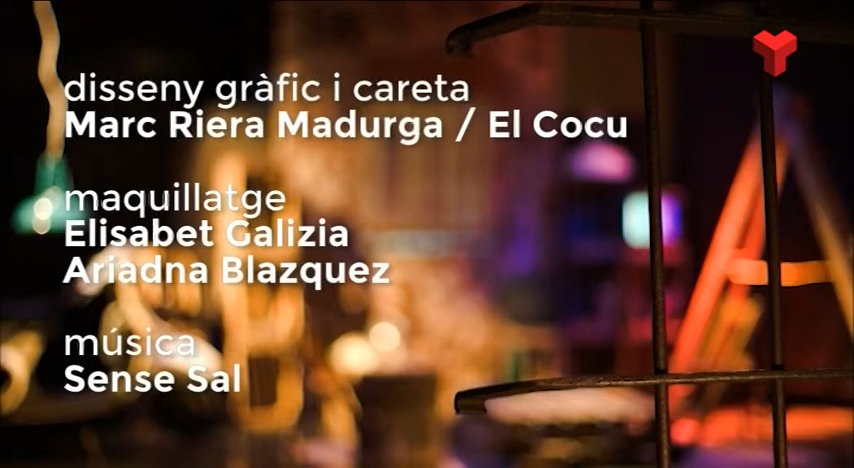 disseny gràfic i careta
Marc Riera Madurga / El Cocu
maquillatge
Elisabet Galizia
Ariadna Blazquez
música
Sense Sal